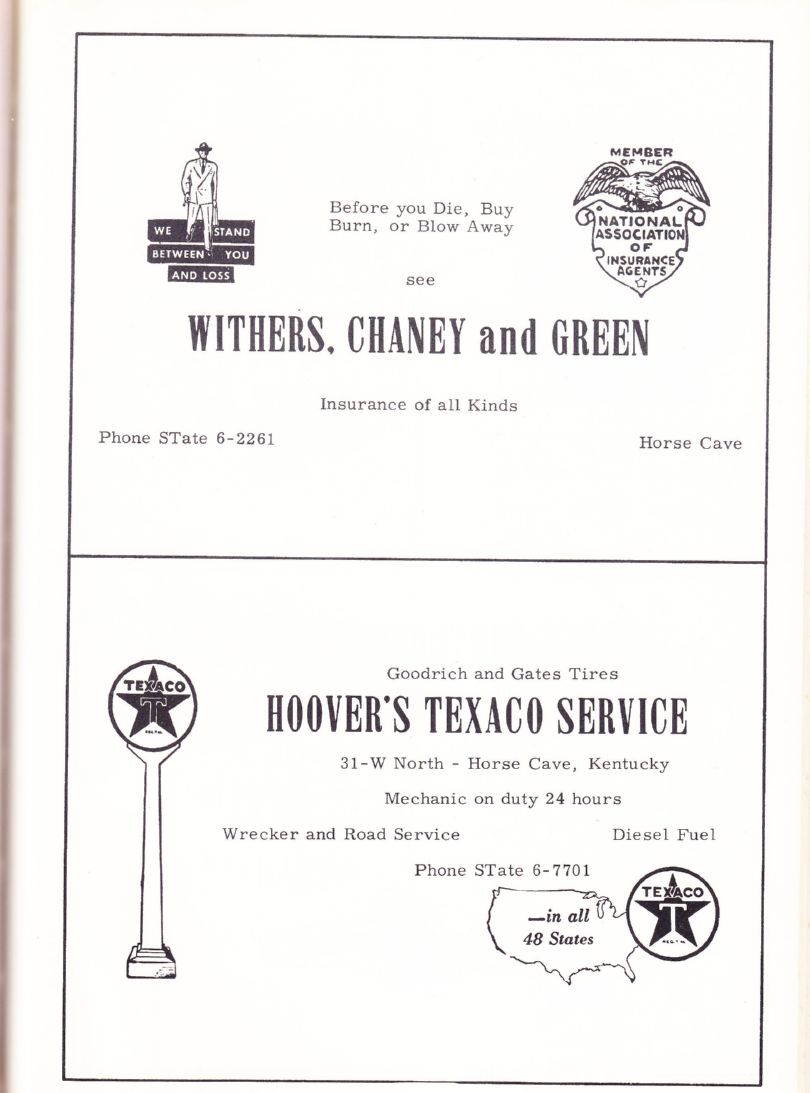 WE STAND
BETWEEN YOU
AND LOSS
Before you Die, Buy
Burn, or Blow Away
MEMBER
OF THE
NATIONAL
ASSOCIATION
OF
INSURANCE
AGENTS
see
WITHERS, CHANEY and GREEN
Insurance of all Kinds
Phone STate 6-2261
Horse Cave
TEXACO
T
REG. T.M.
Goodrich and Gates Tires
HOOVER'S TEXACO SERVICE
31-W North - Horse Cave, Kentucky
Mechanic on duty 24 hours
Wrecker and Road Service
Diesel Fuel
Phone STate 6-7701
—in all
48 States
TEXACO
T
REG. T.M.